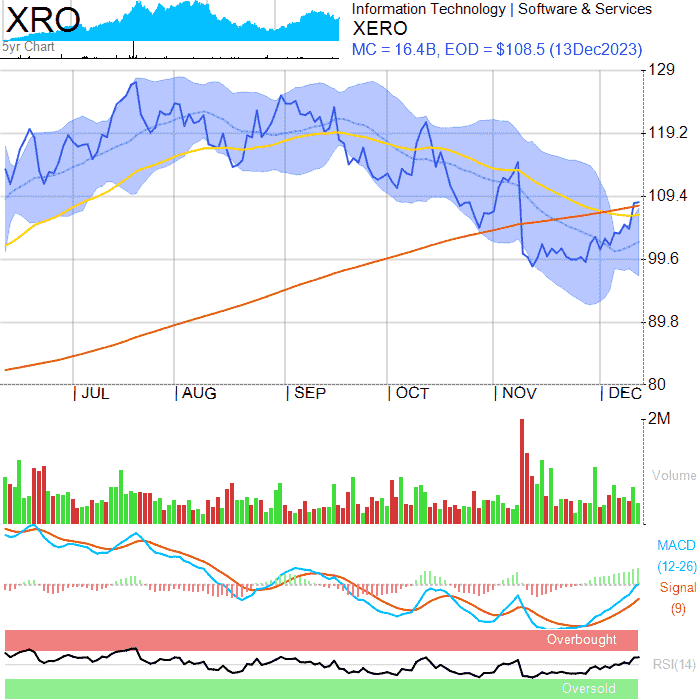 XRO
5yr Chart
Information Technology | Software & Services
XERO
MC = 16.4B, EOD = $108.5 (13Dec2023)
129
119.2
109.4
99.6
89.8
80
| JUL | AUG | SEP | OCT | NOV | DEC
2M
Volume
MACD
(12-26)
Signal
(9)
Overbought
RSI(14)
Oversold